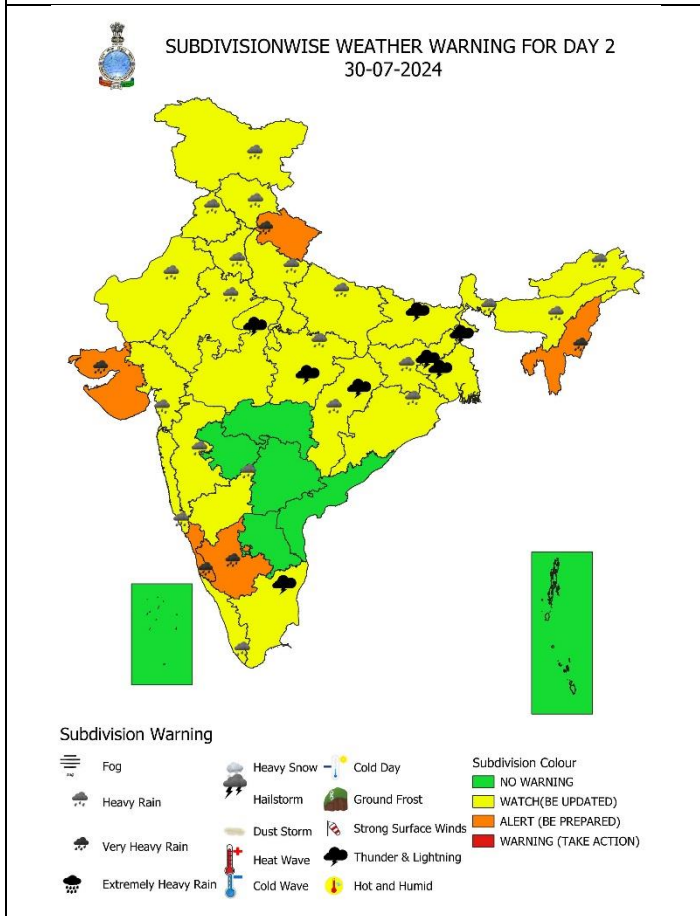 SUBDIVISIONWISE WEATHER WARNING FOR DAY 2
30-07-2024
Subdivision Warning
Fog
Heavy Rain
Very Heavy Rain
Extremely Heavy Rain
Heavy Snow
Hailstorm
Dust Storm
Heat Wave
Cold Wave
Cold Day
Ground Frost
Strong Surface Winds
Thunder & Lightning
Hot and Humid
Subdivision Colour
NO WARNING
WATCH(BE UPDATED)
ALERT (BE PREPARED)
WARNING (TAKE ACTION)